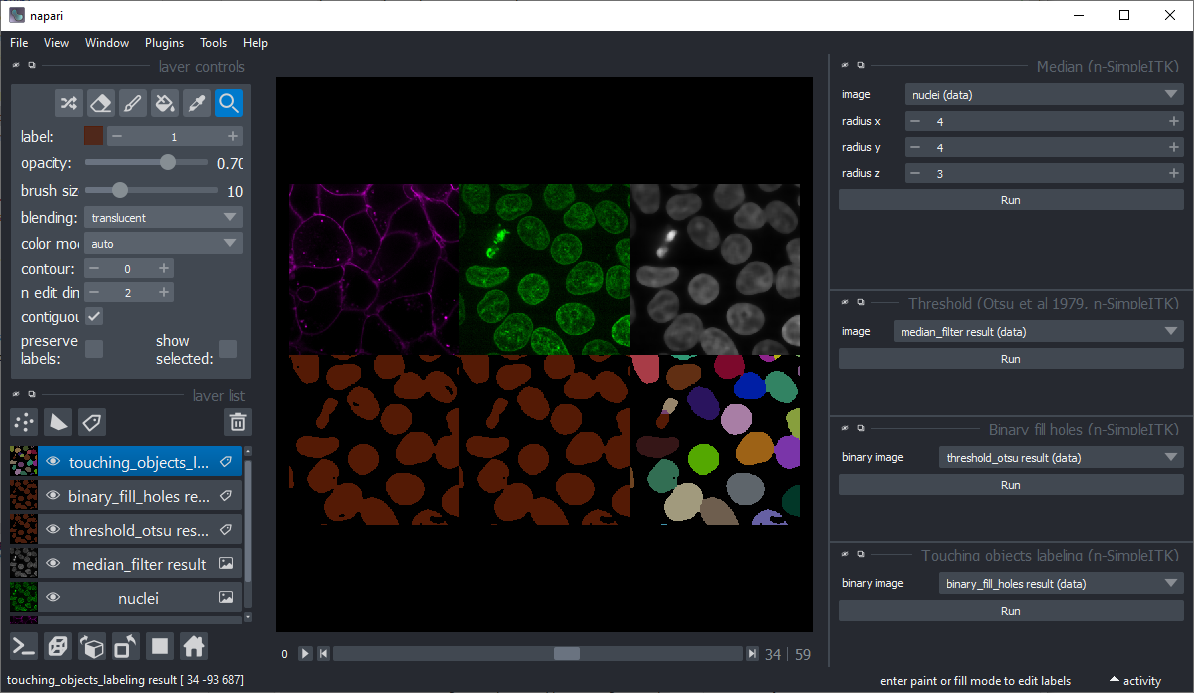 napari
File View Window Plugins Tools Help
layer controls
label: 1
opacity: 0.70
brush siz 10
blending: translucent
color mo auto
contour: 0
n edit din 2
contiguou
preserve labels:
show selected:
layer list
touching_objects_l...
binary_fill_holes re...
threshold_otsu res...
median_filter result
nuclei
0 34 | 59
Median (n-SimpleITK)
image nuclei (data)
radius x 4
radius y 4
radius z 3
Run
Threshold (Otsu et al 1979, n-SimpleITK)
image median_filter result (data)
Run
Binary fill holes (n-SimpleITK)
binary image threshold_otsu result (data)
Run
Touching objects labeling (n-SimpleITK)
binary image binary_fill_holes result (data)
Run
touching_objects_labeling result [ 34 -93 687]
enter paint or fill mode to edit labels
activity